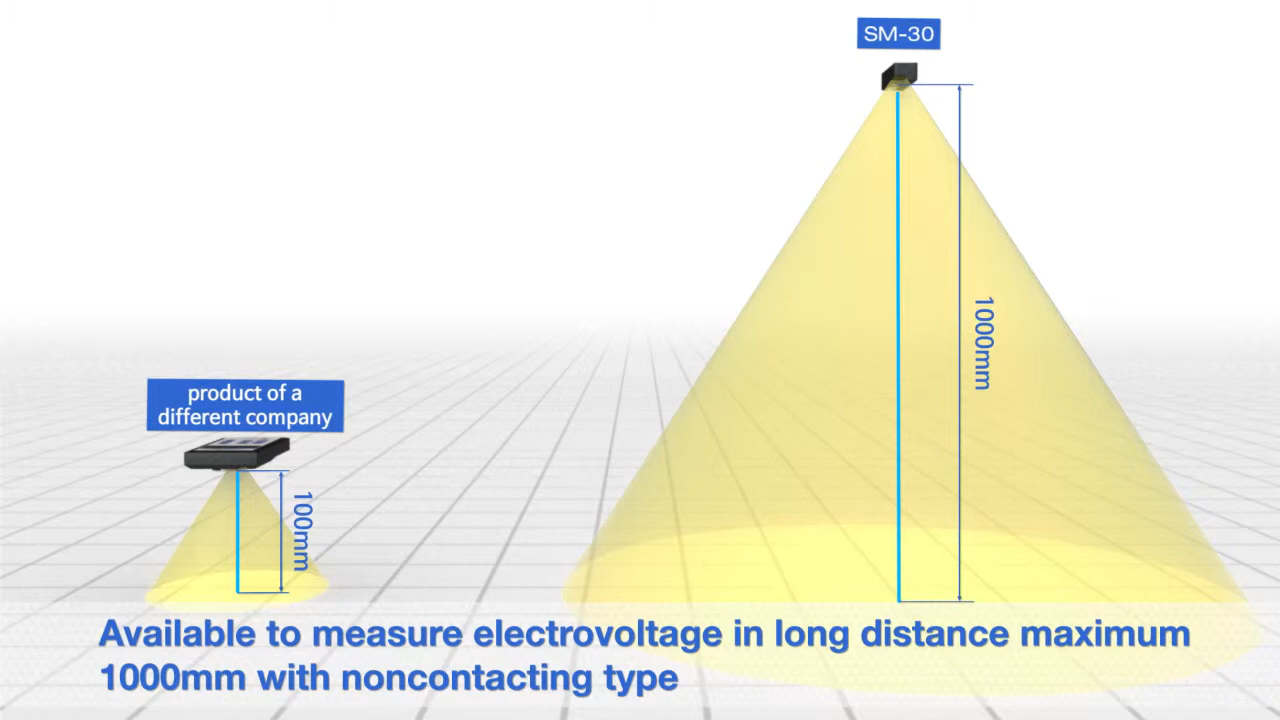 SM-30
1000mm
product of a
different company
100mm
Available to measure electrovoltage in long distance maximum
1000mm with noncontacting type